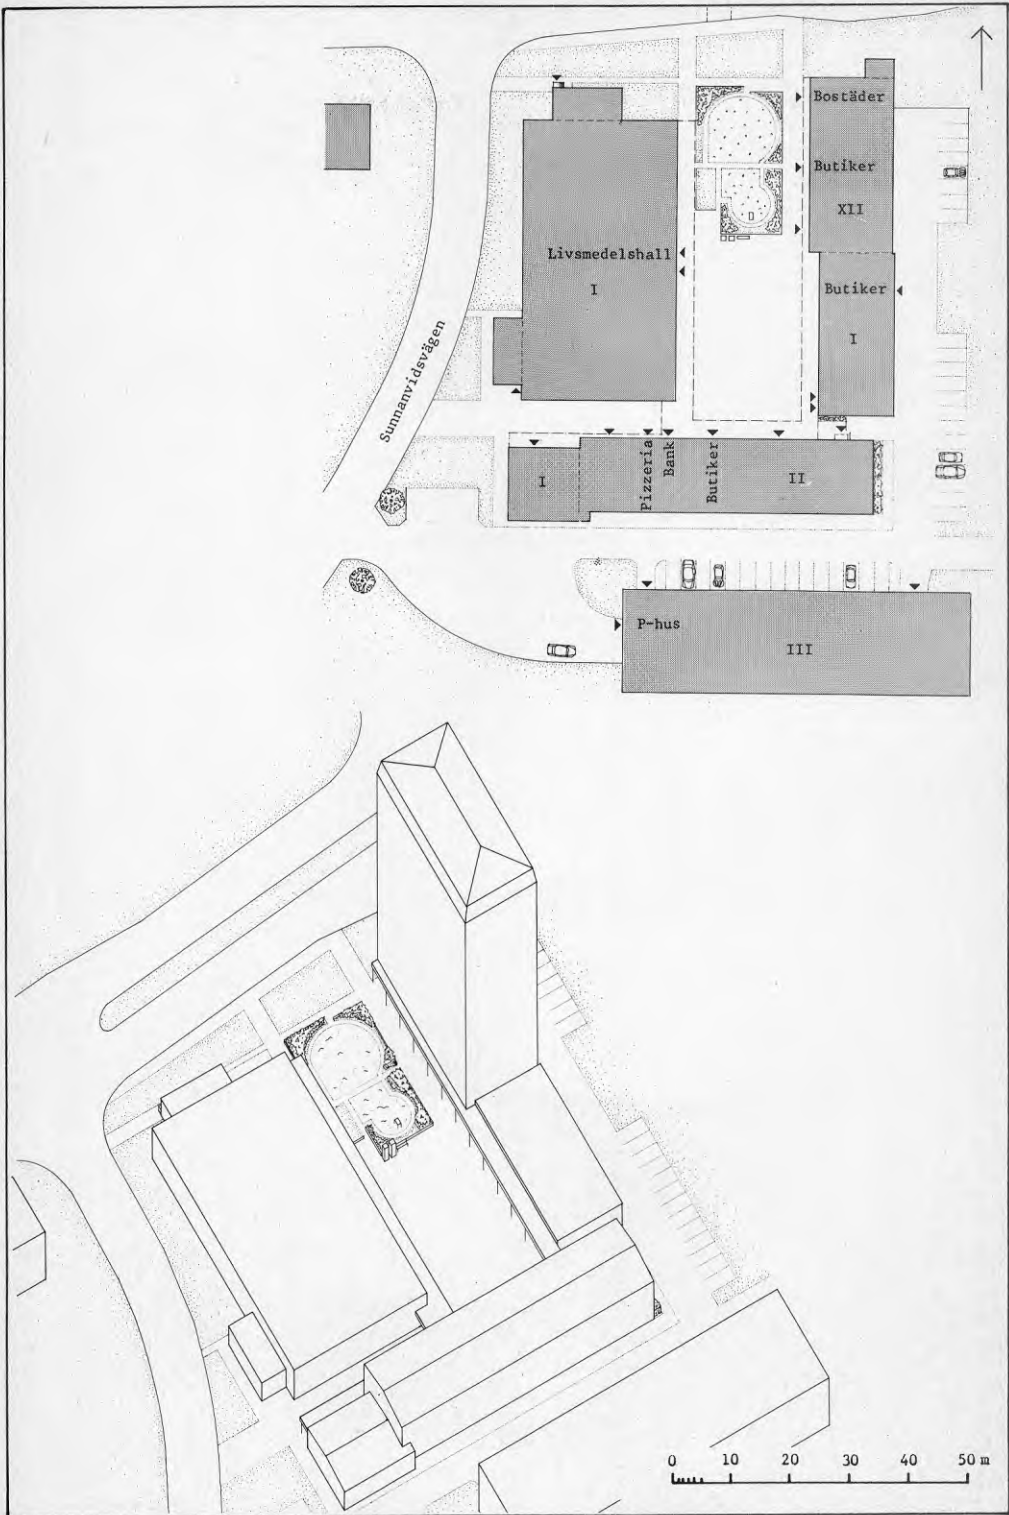 Bostäder
Butiker
XII
Livsmedelshall
I
Butiker
I
Sunnanvidsvägen
I
Pizzeria
Bank
Butiker
II
P-hus
III
0 10 20 30 40 50 m